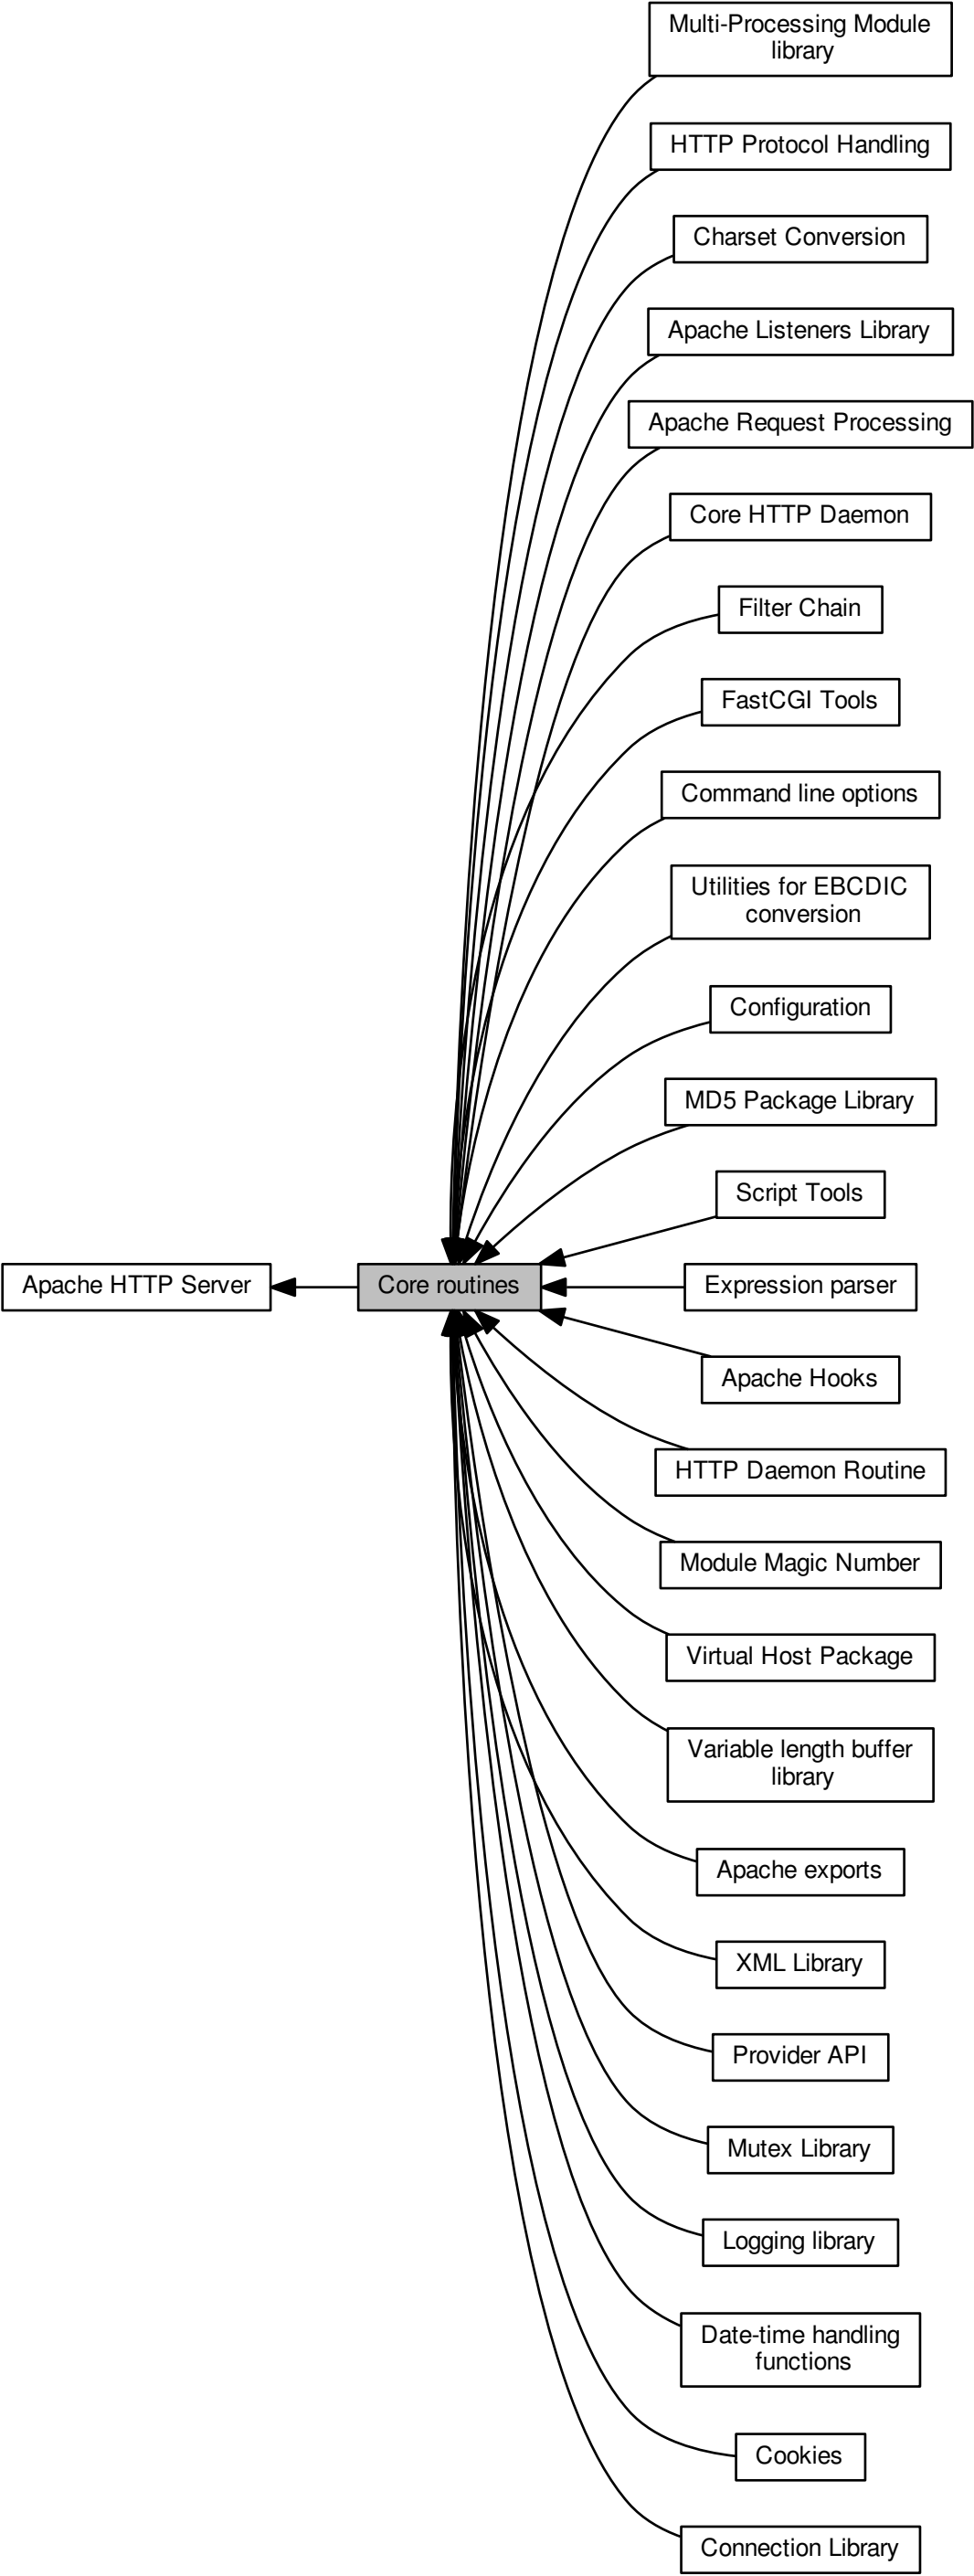 Multi-Processing Module
library
HTTP Protocol Handling
Charset Conversion
Apache Listeners Library
Apache Request Processing
Core HTTP Daemon
Filter Chain
FastCGI Tools
Command line options
Utilities for EBCDIC
conversion
Configuration
MD5 Package Library
Script Tools
Apache HTTP Server
Core routines
Expression parser
Apache Hooks
HTTP Daemon Routine
Module Magic Number
Virtual Host Package
Variable length buffer
library
Apache exports
XML Library
Provider API
Mutex Library
Logging library
Date-time handling
functions
Cookies
Connection Library